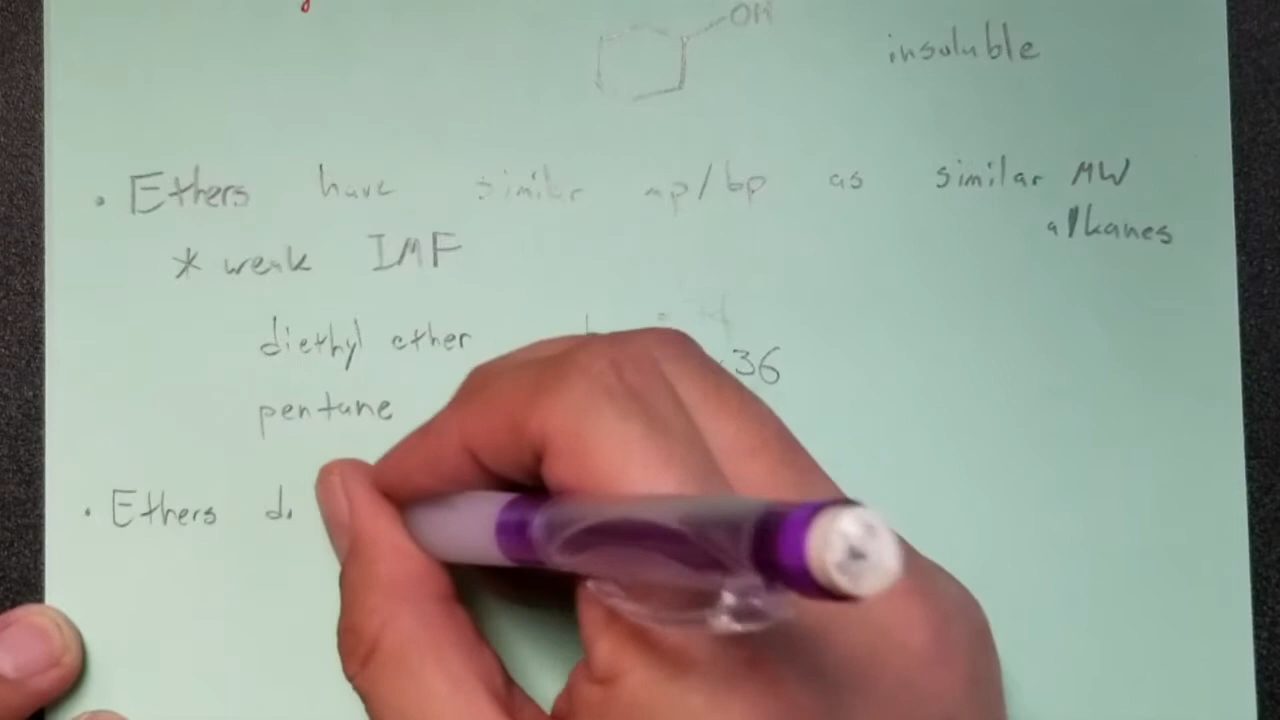 OH
insoluble
• Ethers have similar mp/bp as similar MW
alkanes
* weak IMF
diethyl ether
36
pentane
• Ethers